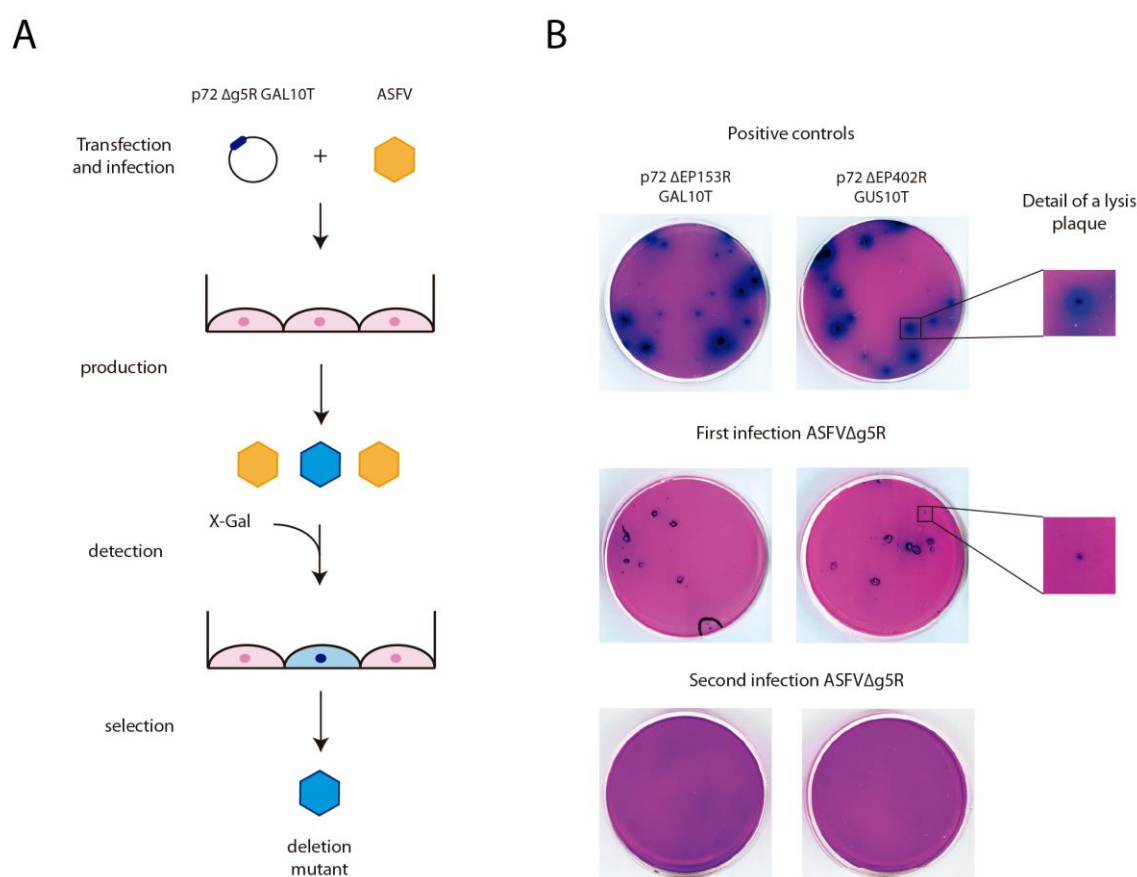 A
p72 Δg5R GAL10T
ASFV
Transfection
and infection
+
production
X-Gal
detection
selection
deletion
mutant
B
Positive controls
p72 ΔEP153R
GAL10T
p72 ΔEP402R
GUS10T
Detail of a lysis
plaque
First infection ASFVΔg5R
Second infection ASFVΔg5R